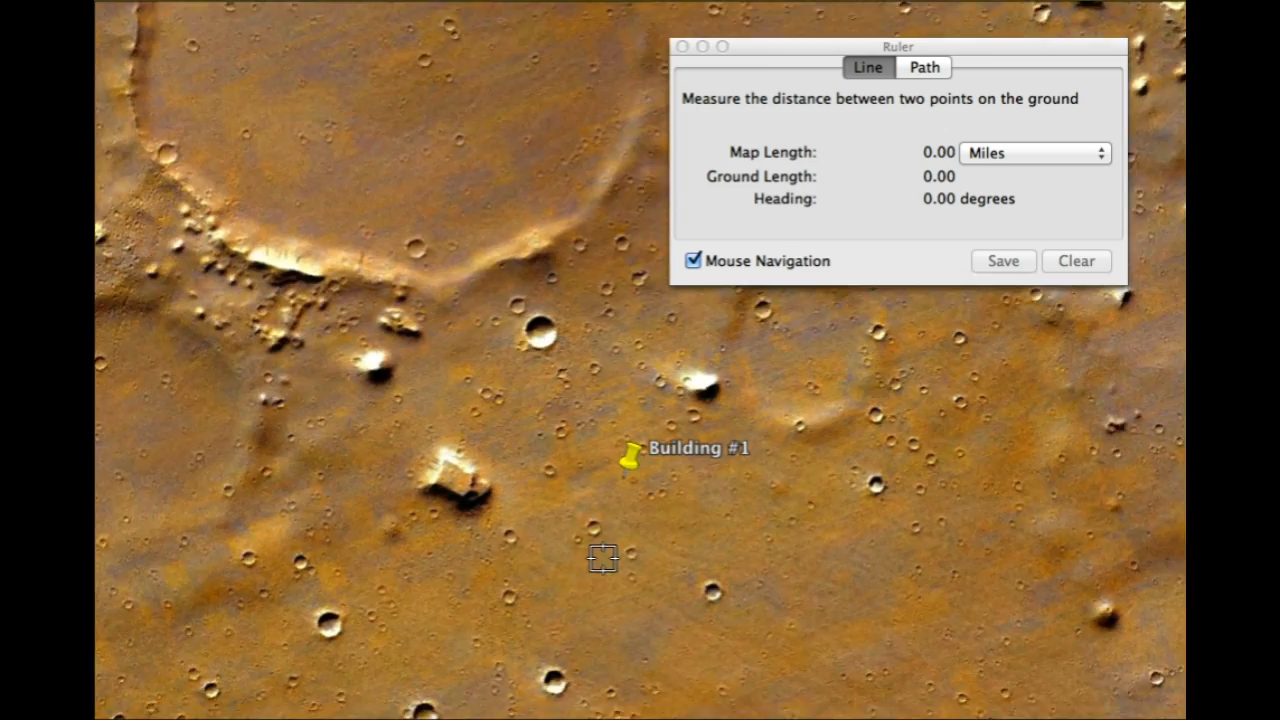 Ruler
Line Path
Measure the distance between two points on the ground
Map Length: 0.00 Miles
Ground Length: 0.00
Heading: 0.00 degrees
Mouse Navigation Save Clear
Building #1